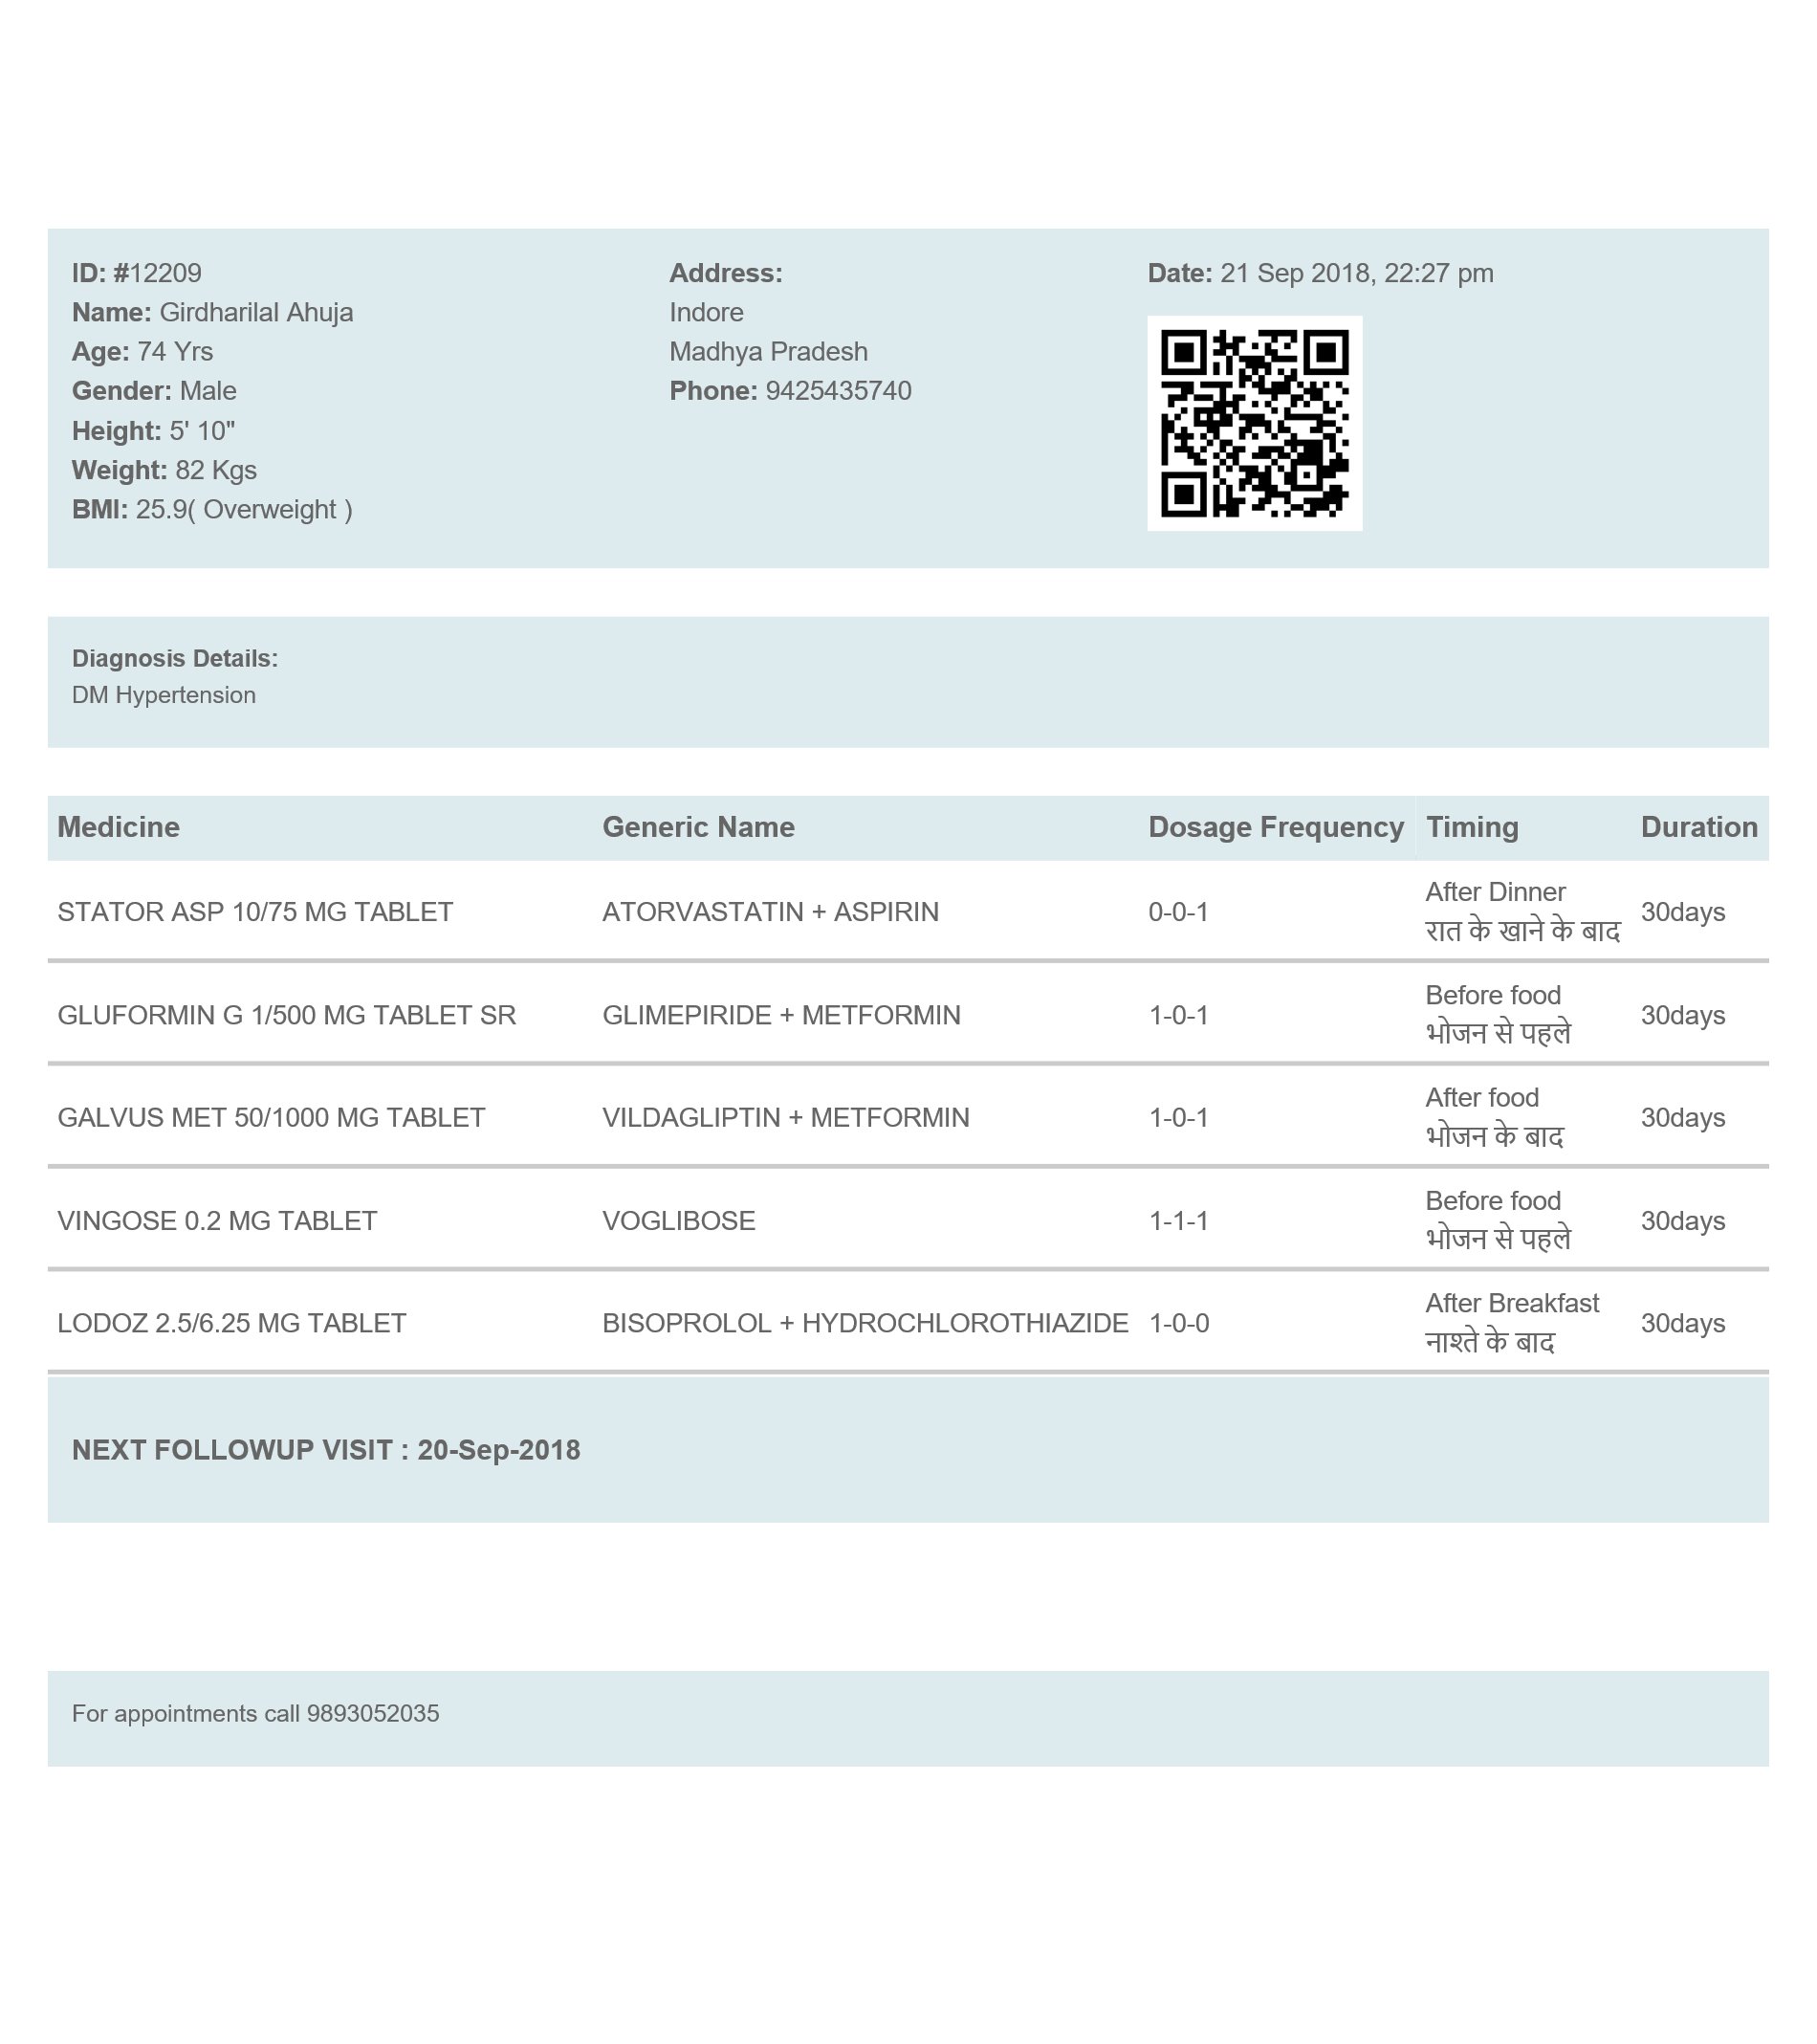 ID: #12209
Name: Girdharilal Ahuja
Age: 74 Yrs
Gender: Male
Height: 5' 10"
Weight: 82 Kgs
BMI: 25.9( Overweight )
Address:
Indore
Madhya Pradesh
Phone: 9425435740
Date: 21 Sep 2018, 22:27 pm
Diagnosis Details:
DM Hypertension
Medicine Generic Name Dosage Frequency Timing Duration
STATOR ASP 10/75 MG TABLET ATORVASTATIN + ASPIRIN 0-0-1 After Dinner 30days
रात के खाने के बाद
GLUFORMIN G 1/500 MG TABLET SR GLIMEPIRIDE + METFORMIN 1-0-1 Before food 30days
भोजन से पहले
GALVUS MET 50/1000 MG TABLET VILDAGLIPTIN + METFORMIN 1-0-1 After food 30days
भोजन के बाद
VINGOSE 0.2 MG TABLET VOGLIBOSE 1-1-1 Before food 30days
भोजन से पहले
LODOZ 2.5/6.25 MG TABLET BISOPROLOL + HYDROCHLOROTHIAZIDE 1-0-0 After Breakfast 30days
नाश्ते के बाद
NEXT FOLLOWUP VISIT : 20-Sep-2018
For appointments call 9893052035